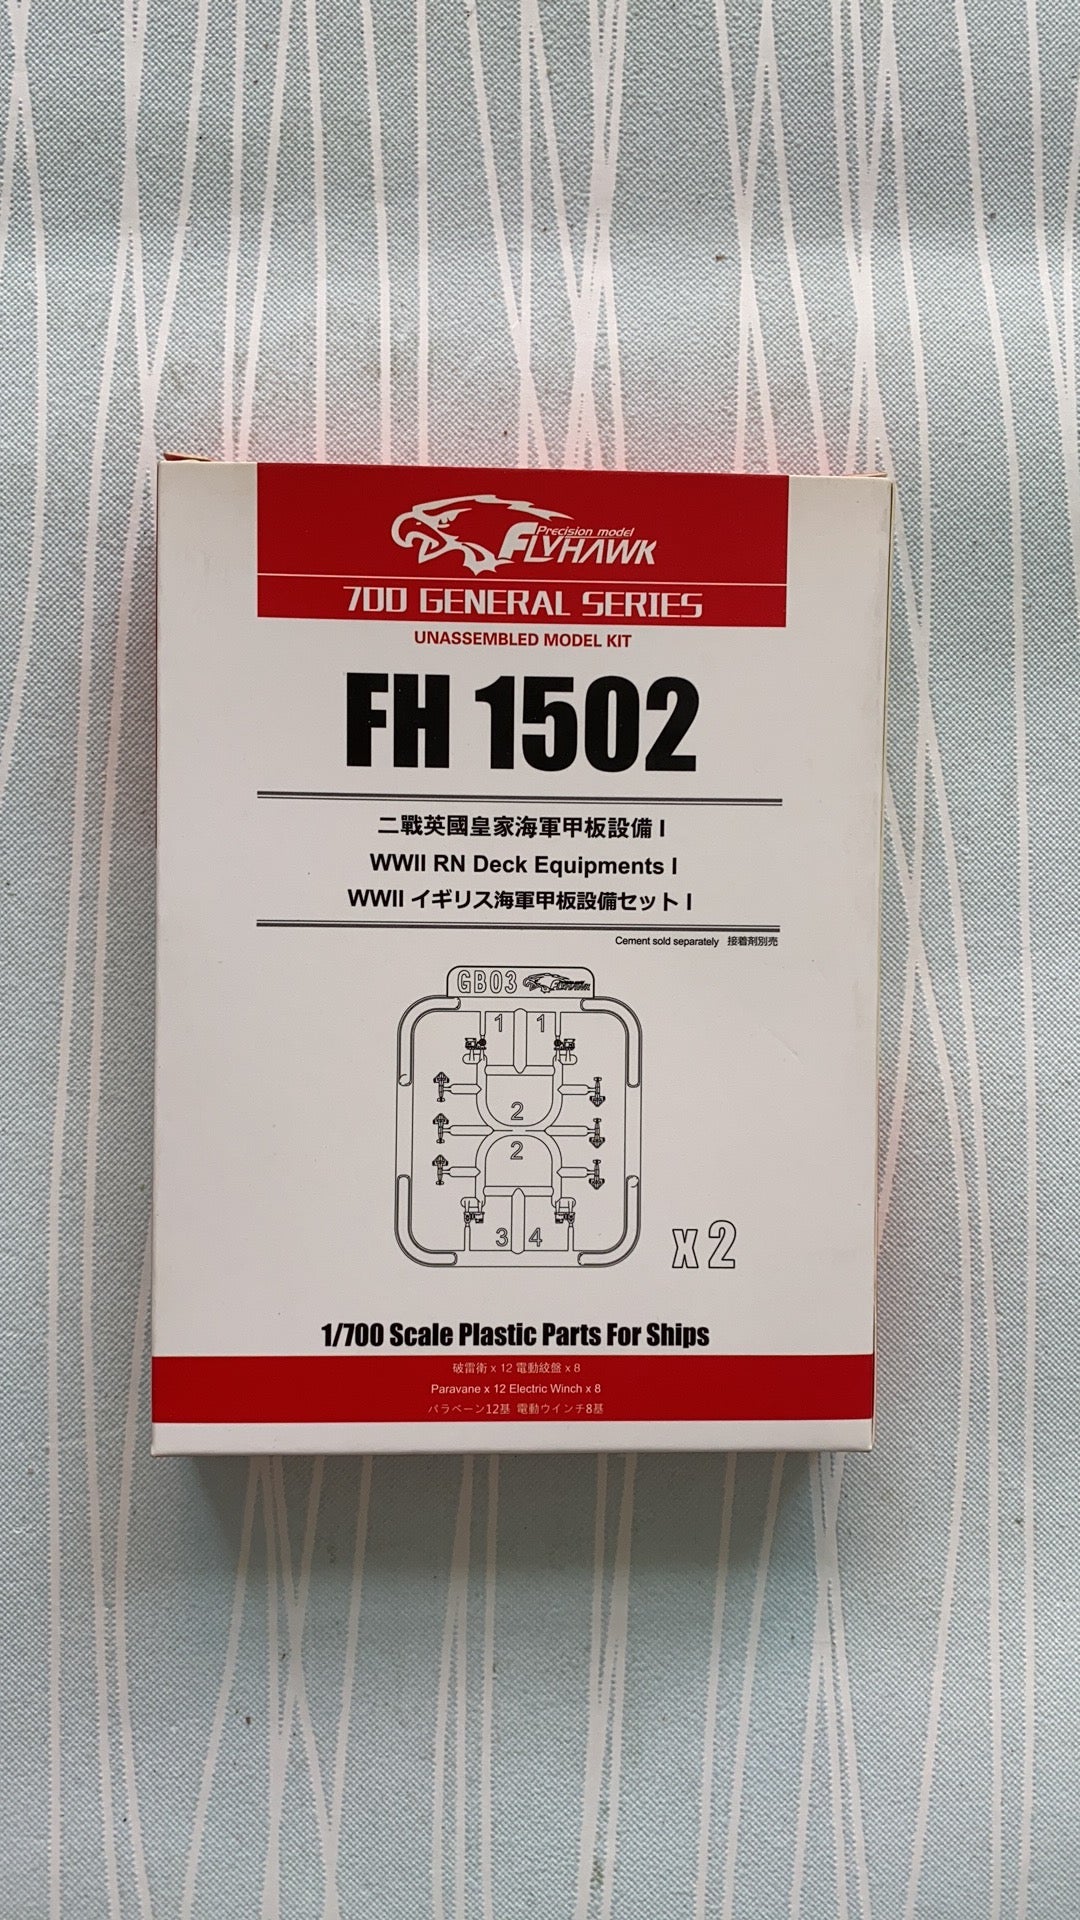 Precision model
FLYHAWK
700 GENERAL SERIES
UNASSEMBLED MODEL KIT
FH 1502
二戰英國皇家海軍甲板設備 I
WWII RN Deck Equipments I
WWII イギリス海軍甲板設備セット I
Cement sold separately 接着剤別売
GB03 FLYHAWK
1 1
2
2
3 4
x 2
1/700 Scale Plastic Parts For Ships
破雷衛 x 12 電動絞盤 x 8
Paravane x 12 Electric Winch x 8
パラベーン12基 電動ウインチ8基